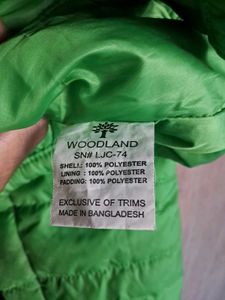 WOODLAND
SN# LJC-74
SHELL: 100% POLYESTER
LINING : 100% POLYESTER
PADDING: 100% POLYESTER
EXCLUSIVE OF TRIMS
MADE IN BANGLADESH